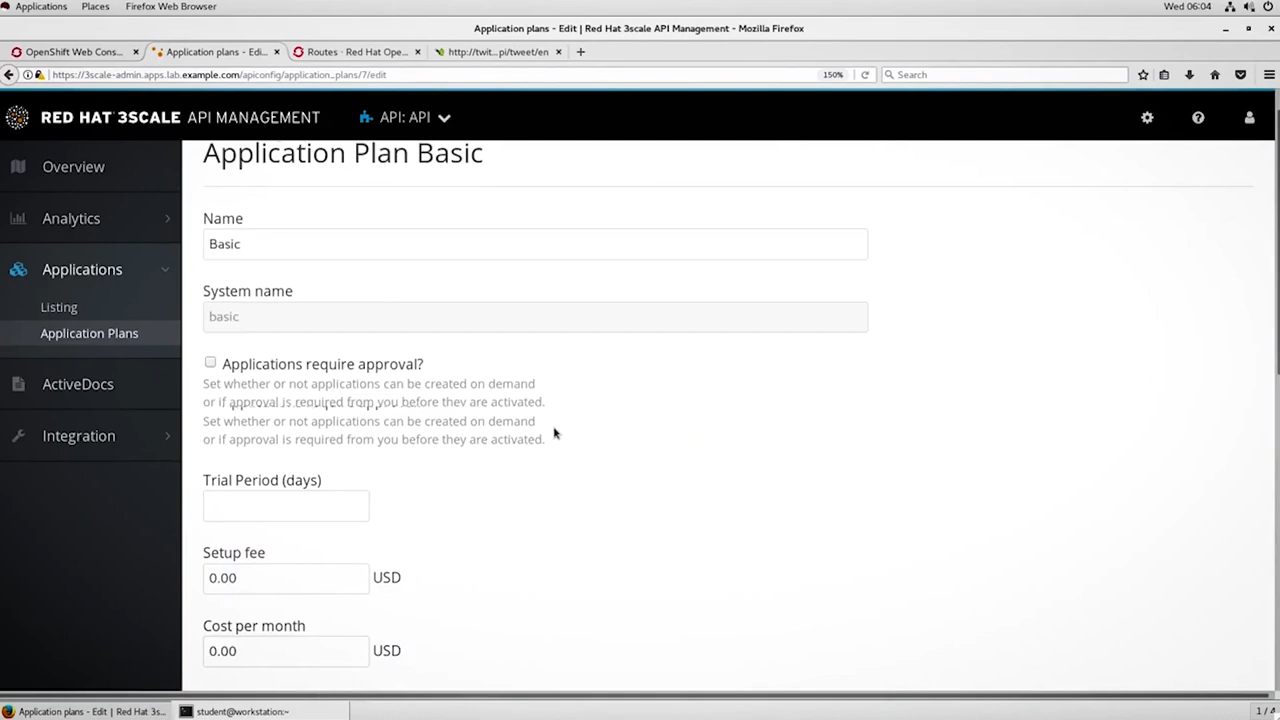 Applications Places Firefox Web Browser Wed 06:04
Application plans - Edit | Red Hat 3scale API Management - Mozilla Firefox
OpenShift Web Cons... × Application plans - Edi... × Routes · Red Hat Ope... × http://twit...pi/tweet/en × +
https://3scale-admin.apps.lab.example.com/apiconfig/application_plans/7/edit 150% Search
RED HAT 3SCALE API MANAGEMENT API: API
Overview
Analytics
Applications
Listing
Application Plans
ActiveDocs
Integration
Application Plan Basic
Name
Basic
System name
basic
Applications require approval?
Set whether or not applications can be created on demand
or if approval is required from you before they are activated.
Set whether or not applications can be created on demand
or if approval is required from you before they are activated.
Trial Period (days)
Setup fee
0.00 USD
Cost per month
0.00 USD
Application plans - Edit | Red Hat 3s... student@workstation:~ 1 / 4